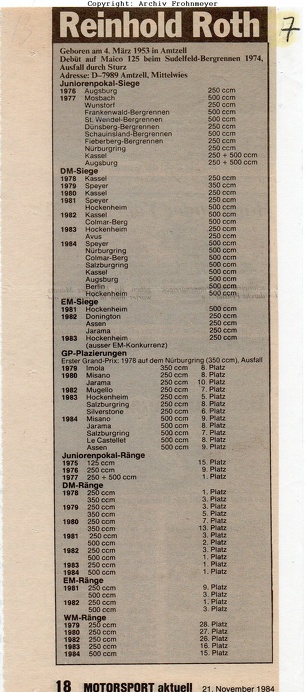 Copyright: Archiv Frohnmeyer
7
Reinhold Roth
Geboren am 4. März 1953 in Amtzell
Debüt auf Maico 125 beim Sudelfeld-Bergrennen 1974,
Ausfall durch Sturz
Adresse: D–7989 Amtzell, Mittelwies
Juniorenpokal-Siege
1976 Augsburg 250 ccm
1977 Mosbach 500 ccm
Wunstorf 250 ccm
Frankenwald-Bergrennen 250 ccm
St. Wendel-Bergrennen 250 ccm
Dünsberg-Bergrennen 250 ccm
Schauinsland-Bergrennen 250 ccm
Fieberberg-Bergrennen 250 ccm
Nürburgring 250 ccm
Kassel 250 + 500 ccm
Augsburg 250 + 500 ccm
DM-Siege
1978 Kassel 250 ccm
1979 Speyer 350 ccm
1980 Kassel 250 ccm
1981 Speyer 250 ccm
Hockenheim 500 ccm
1982 Kassel 500 ccm
Colmar-Berg 500 ccm
1983 Hockenheim 250 ccm
Avus 250 ccm
1984 Speyer 500 ccm
Nürburgring 500 ccm
Colmar-Berg 500 ccm
Salzburgring 500 ccm
Kassel 500 ccm
Augsburg 500 ccm
Berlin 500 ccm
Hockenheim 500 ccm
EM-Siege
1981 Hockenheim 500 ccm
1982 Donington 250 ccm
Assen 250 ccm
Jarama 250 ccm
1983 Hockenheim 250 ccm
(ausser EM-Konkurrenz)
GP-Plazierungen
Erster Grand-Prix: 1978 auf dem Nürburgring (350 ccm), Ausfall
1979 Imola 350 ccm 8. Platz
1980 Misano 250 ccm 8. Platz
Jarama 250 ccm 10. Platz
1982 Mugello 250 ccm 7. Platz
1983 Hockenheim 250 ccm 5. Platz
Salzburgring 250 ccm 8. Platz
Silverstone 250 ccm 6. Platz
1984 Misano 500 ccm 9. Platz
Jarama 500 ccm 8. Platz
Salzburgring 500 ccm 7. Platz
Le Castellet 500 ccm 8. Platz
Assen 500 ccm 9. Platz
Juniorenpokal-Ränge
1975 125 ccm 15. Platz
1976 250 ccm 9. Platz
1977 250 + 500 ccm 1. Platz
DM-Ränge
1978 250 ccm 1. Platz
350 ccm 3. Platz
1979 250 ccm 3. Platz
350 ccm 5. Platz
1980 250 ccm 7. Platz
350 ccm 13. Platz
1981 250 ccm 3. Platz
500 ccm 2. Platz
1982 250 ccm 3. Platz
500 ccm 2. Platz
1983 250 ccm 1. Platz
1984 500 ccm 1. Platz
EM-Ränge
1981 250 ccm 9. Platz
500 ccm 3. Platz
1982 250 ccm 1. Platz
500 ccm 3. Platz
WM-Ränge
1979 250 ccm 28. Platz
1980 250 ccm 27. Platz
1982 250 ccm 26. Platz
1983 250 ccm 16. Platz
1984 500 ccm 15. Platz
18 MOTORSPORT aktuell 21. November 1984